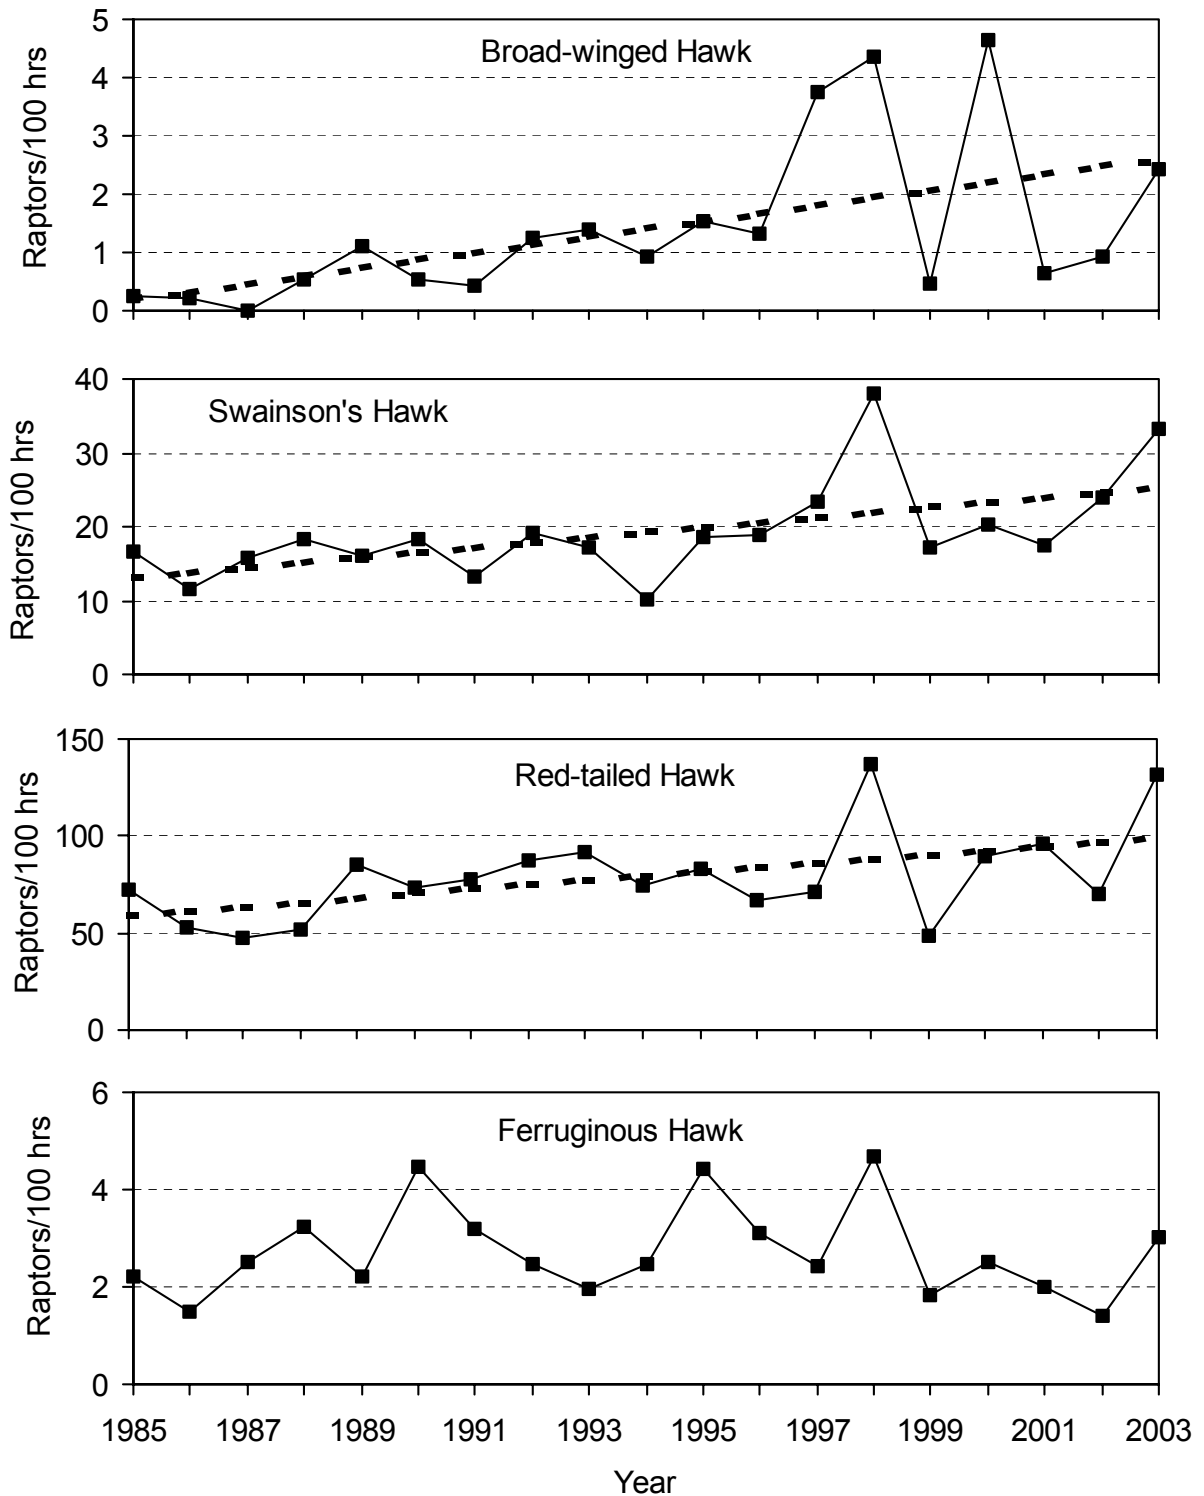 Broad-winged Hawk
Raptors/100 hrs
5
4
3
2
1
0
Swainson's Hawk
Raptors/100 hrs
40
30
20
10
0
Red-tailed Hawk
Raptors/100 hrs
150
100
50
0
Ferruginous Hawk
Raptors/100 hrs
6
4
2
0
1985 1987 1989 1991 1993 1995 1997 1999 2001 2003
Year